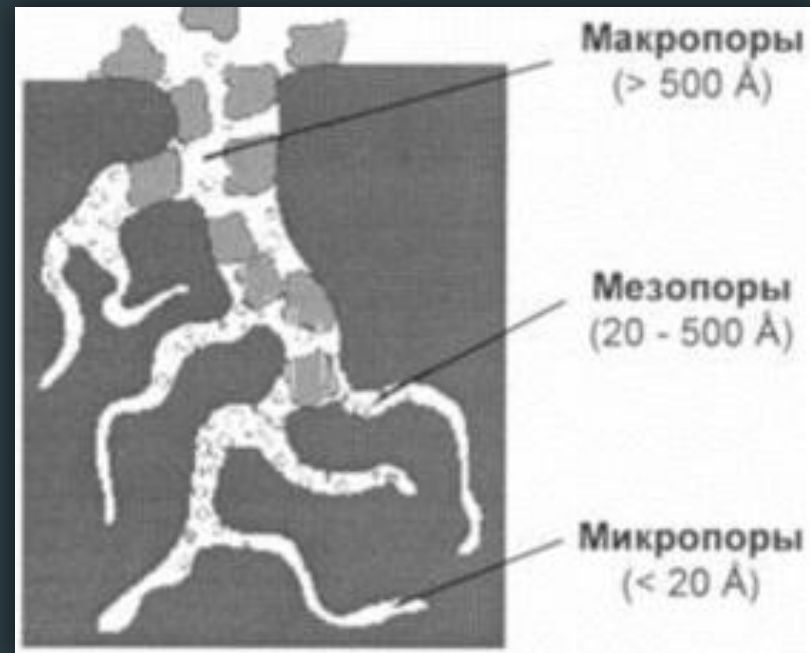 Макропоры
(> 500 Å)
Мезопоры
(20 - 500 Å)
Микропоры
(< 20 Å)